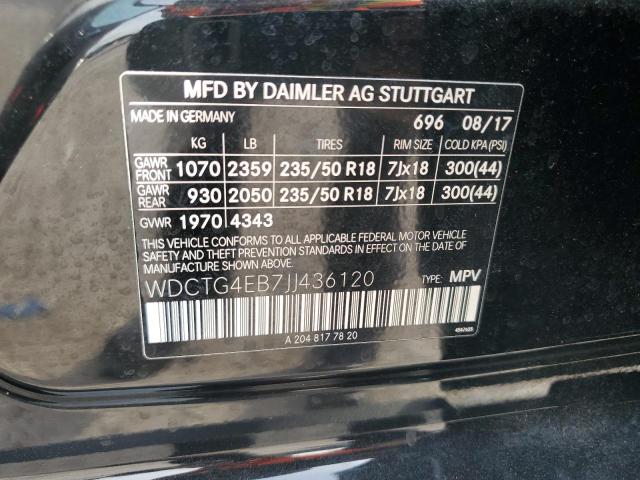 MFD BY DAIMLER AG STUTTGART
MADE IN GERMANY 696 08/17
KG LB TIRES RIM SIZE COLD KPA (PSI)
GAWR FRONT 1070 2359 235/50 R18 7Jx18 300(44)
GAWR REAR 930 2050 235/50 R18 7Jx18 300(44)
GVWR 1970 4343
THIS VEHICLE CONFORMS TO ALL APPLICABLE FEDERAL MOTOR VEHICLE
SAFETY AND THEFT PREVENTION STANDARDS IN EFFECT ON THE DATE OF
MANUFACTURE SHOWN ABOVE.
WDCTG4EB7JJ436120 TYPE: MPV
A 204 817 78 20